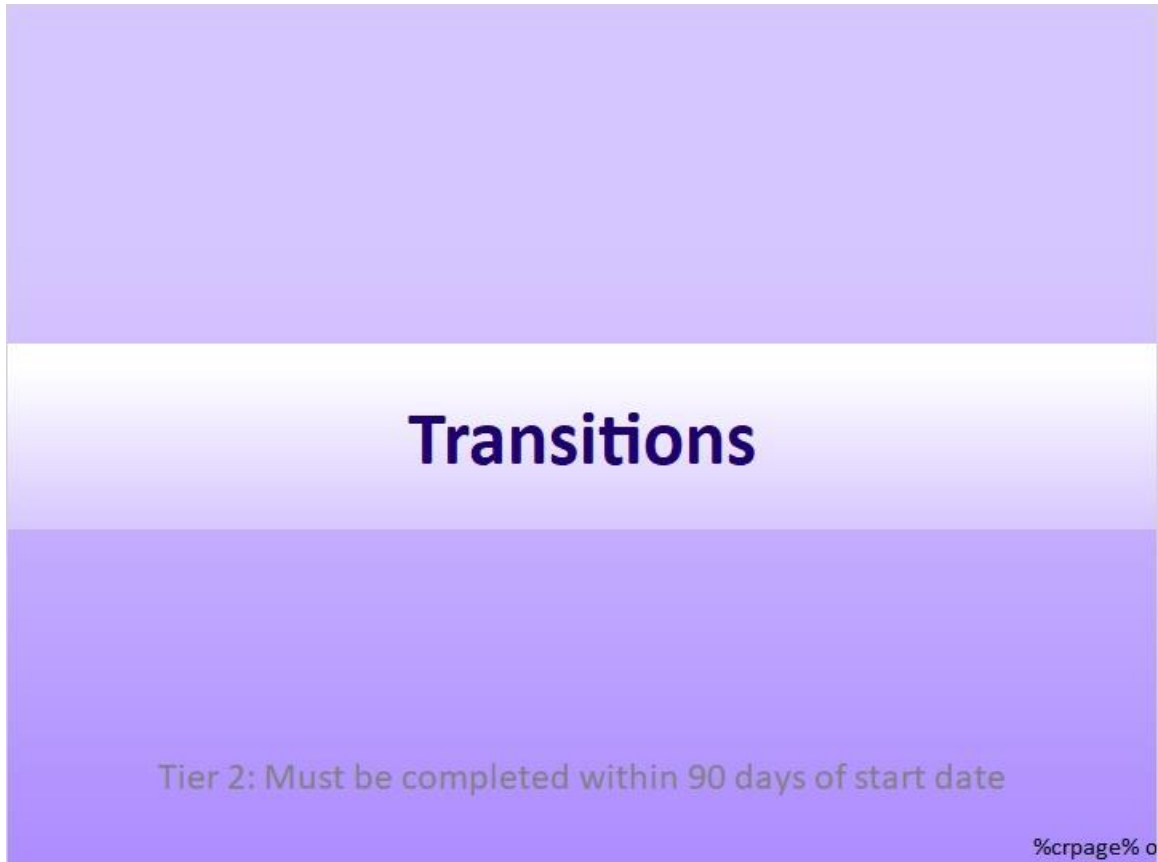 Transitions
Tier 2: Must be completed within 90 days of start date
%crpage% o